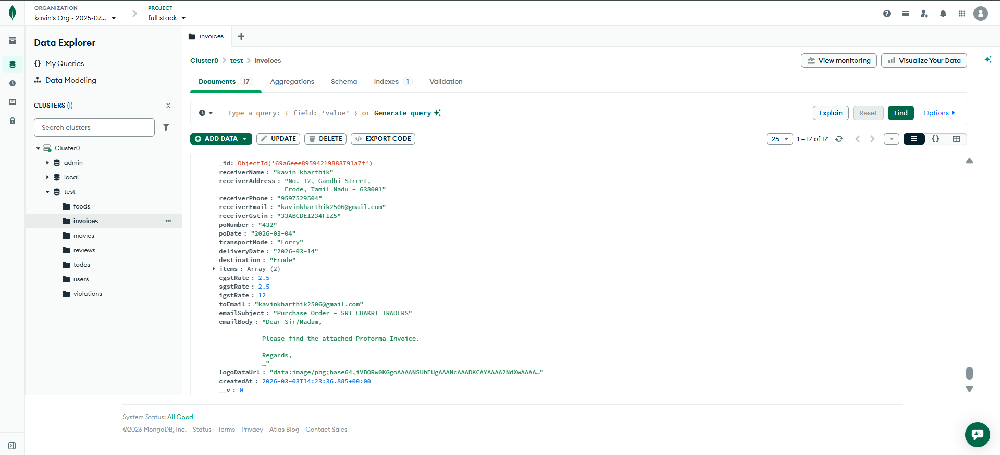 ORGANIZATION
kavin's Org - 2025-07...
PROJECT
full stack
Data Explorer
My Queries
Data Modeling
CLUSTERS (1)
Search clusters
Cluster0
admin
local
test
foods
invoices
movies
reviews
todos
users
violations
invoices
Cluster0 > test > invoices
View monitoring
Visualize Your Data
Documents 17
Aggregations
Schema
Indexes 1
Validation
Type a query: { field: 'value' } or Generate query
Explain
Reset
Find
Options
ADD DATA
UPDATE
DELETE
EXPORT CODE
25
1 – 17 of 17
_id: ObjectId('69a6eee89594219888791a7f')
receiverName : "kavin kharthik"
receiverAddress : "No. 12, Gandhi Street,
Erode, Tamil Nadu – 638001"
receiverPhone : "9597529504"
receiverEmail : "kavinkharthik2506@gmail.com"
receiverGstin : "33ABCDE1234F1Z5"
poNumber : "432"
poDate : "2026-03-04"
transportMode : "Lorry"
deliveryDate : "2026-03-14"
destination : "Erode"
items : Array (2)
cgstRate : 2.5
sgstRate : 2.5
igstRate : 12
toEmail : "kavinkharthik2506@gmail.com"
emailSubject : "Purchase Order – SRI CHAKRI TRADERS"
emailBody : "Dear Sir/Madam,
Please find the attached Proforma Invoice.
Regards,
…"
logoDataUrl : "data:image/png;base64,iVBORw0KGgoAAAANSUhEUgAAANcAAADKCAYAAAA2NdXwAAAA…"
createdAt : 2026-03-03T14:23:36.885+00:00
__v : 0
System Status: All Good
©2026 MongoDB, Inc. Status Terms Privacy Atlas Blog Contact Sales